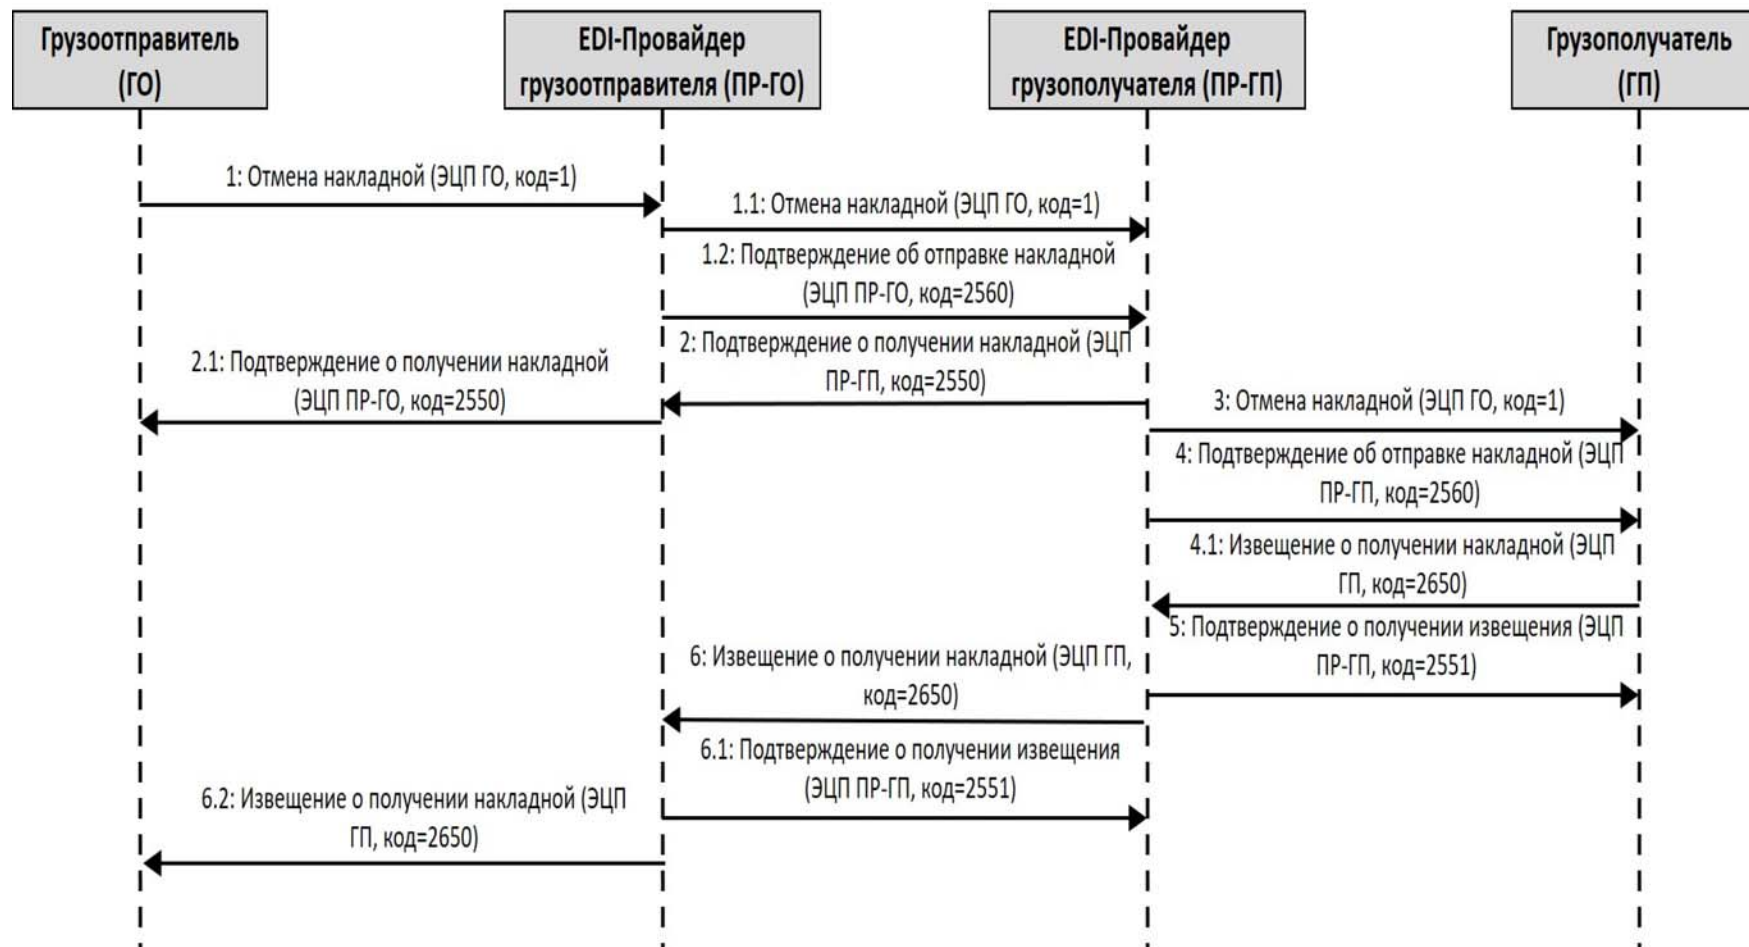 Грузоотправитель
(ГО)
EDI-Провайдер
грузоотправителя (ПР-ГО)
EDI-Провайдер
грузополучателя (ПР-ГП)
Грузополучатель
(ГП)
1: Отмена накладной (ЭЦП ГО, код=1)
1.1: Отмена накладной (ЭЦП ГО, код=1)
1.2: Подтверждение об отправке накладной
(ЭЦП ПР-ГО, код=2560)
2: Подтверждение о получении накладной (ЭЦП
ПР-ГП, код=2550)
2.1: Подтверждение о получении накладной
(ЭЦП ПР-ГО, код=2550)
3: Отмена накладной (ЭЦП ГО, код=1)
4: Подтверждение об отправке накладной (ЭЦП
ПР-ГП, код=2560)
4.1: Извещение о получении накладной (ЭЦП
ГП, код=2650)
5: Подтверждение о получении извещения (ЭЦП
ПР-ГП, код=2551)
6: Извещение о получении накладной (ЭЦП ГП,
код=2650)
6.1: Подтверждение о получении извещения
(ЭЦП ПР-ГП, код=2551)
6.2: Извещение о получении накладной (ЭЦП
ГП, код=2650)